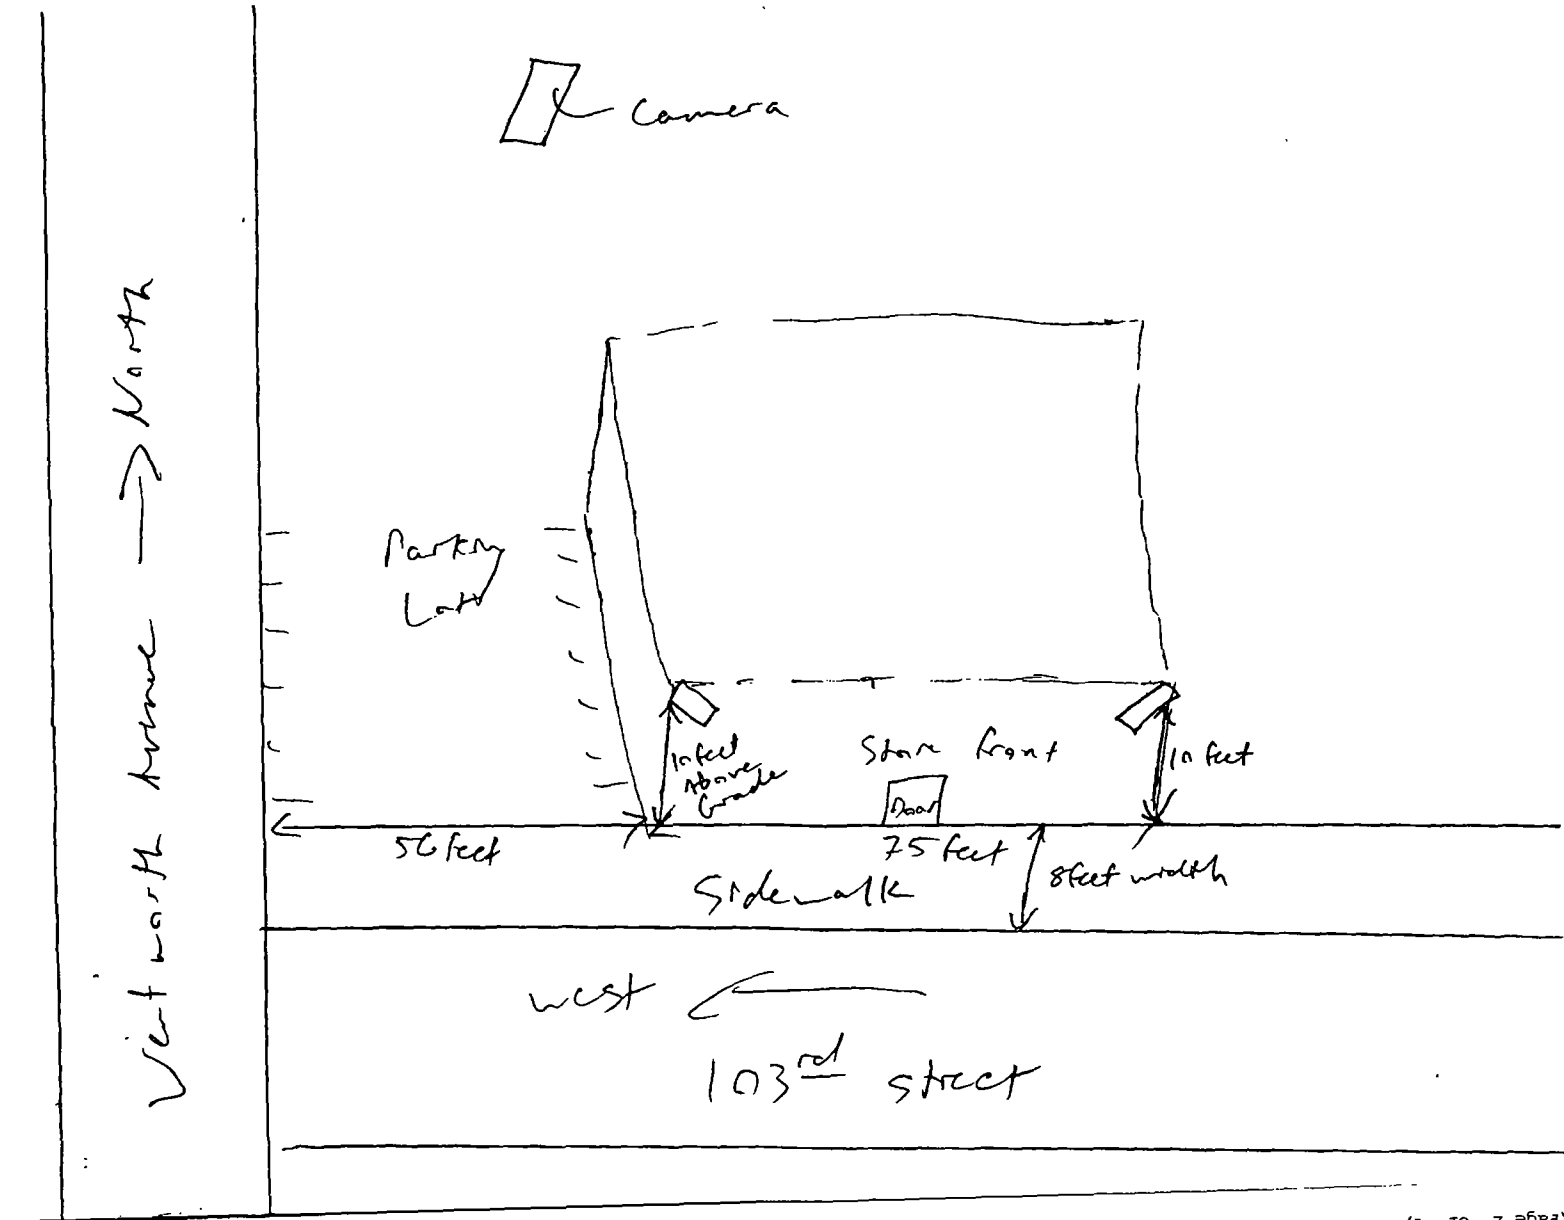 Camera
Wentworth Avenue → North
Parking
Lot
10 feet
Above
Grade
Store front
Door
10 feet
56 feet
75 feet
8 feet width
Sidewalk
West
103rd street